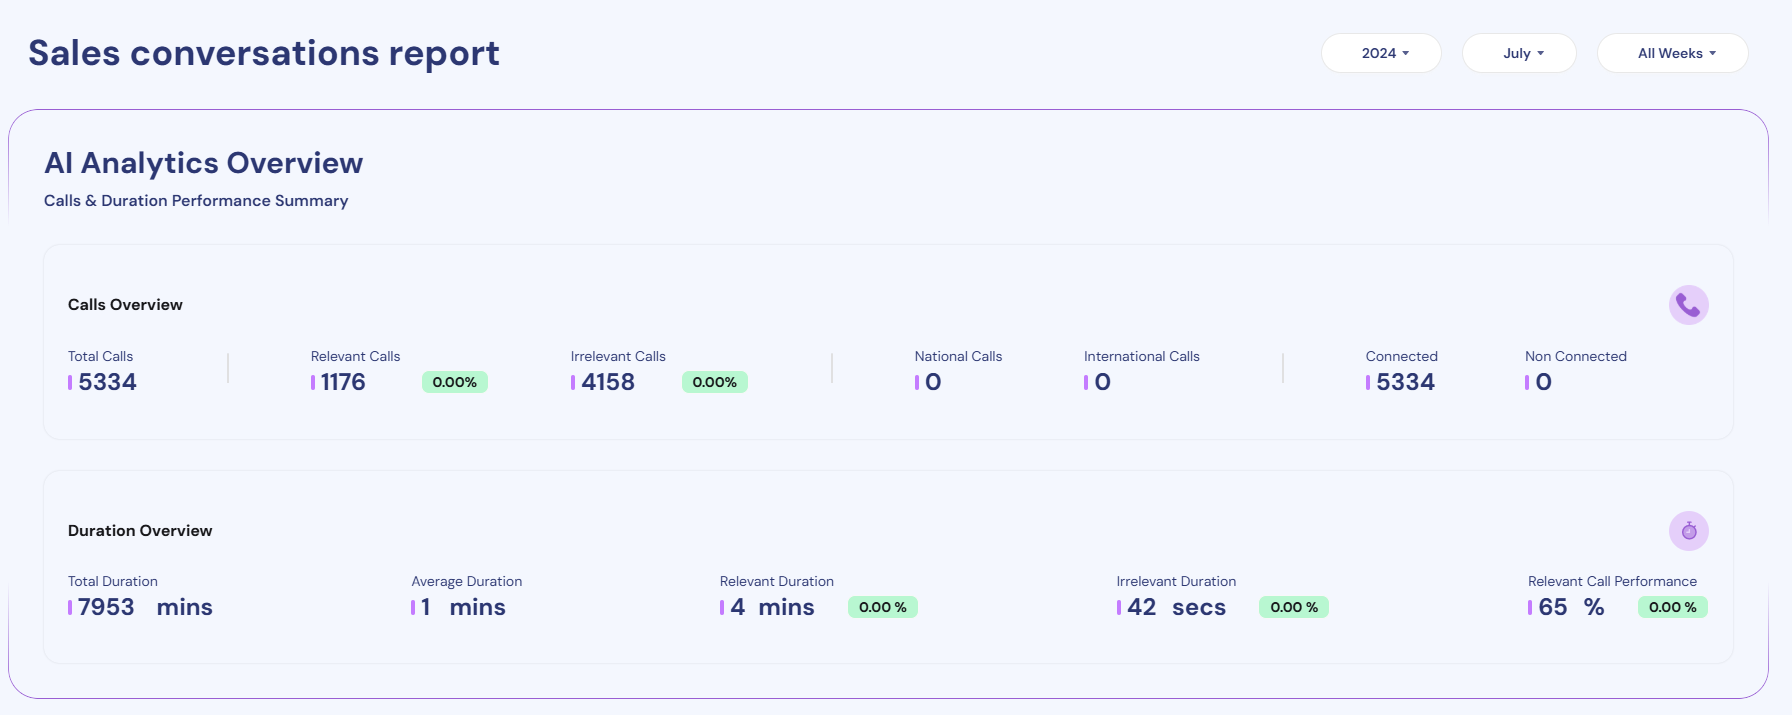 Sales conversations report
2024 July All Weeks
AI Analytics Overview
Calls & Duration Performance Summary
Calls Overview
Total Calls Relevant Calls Irrelevant Calls National Calls International Calls Connected Non Connected
5334 1176 0.00% 4158 0.00% 0 0 5334 0
Duration Overview
Total Duration Average Duration Relevant Duration Irrelevant Duration Relevant Call Performance
7953 mins 1 mins 4 mins 0.00 % 42 secs 0.00 % 65 % 0.00 %